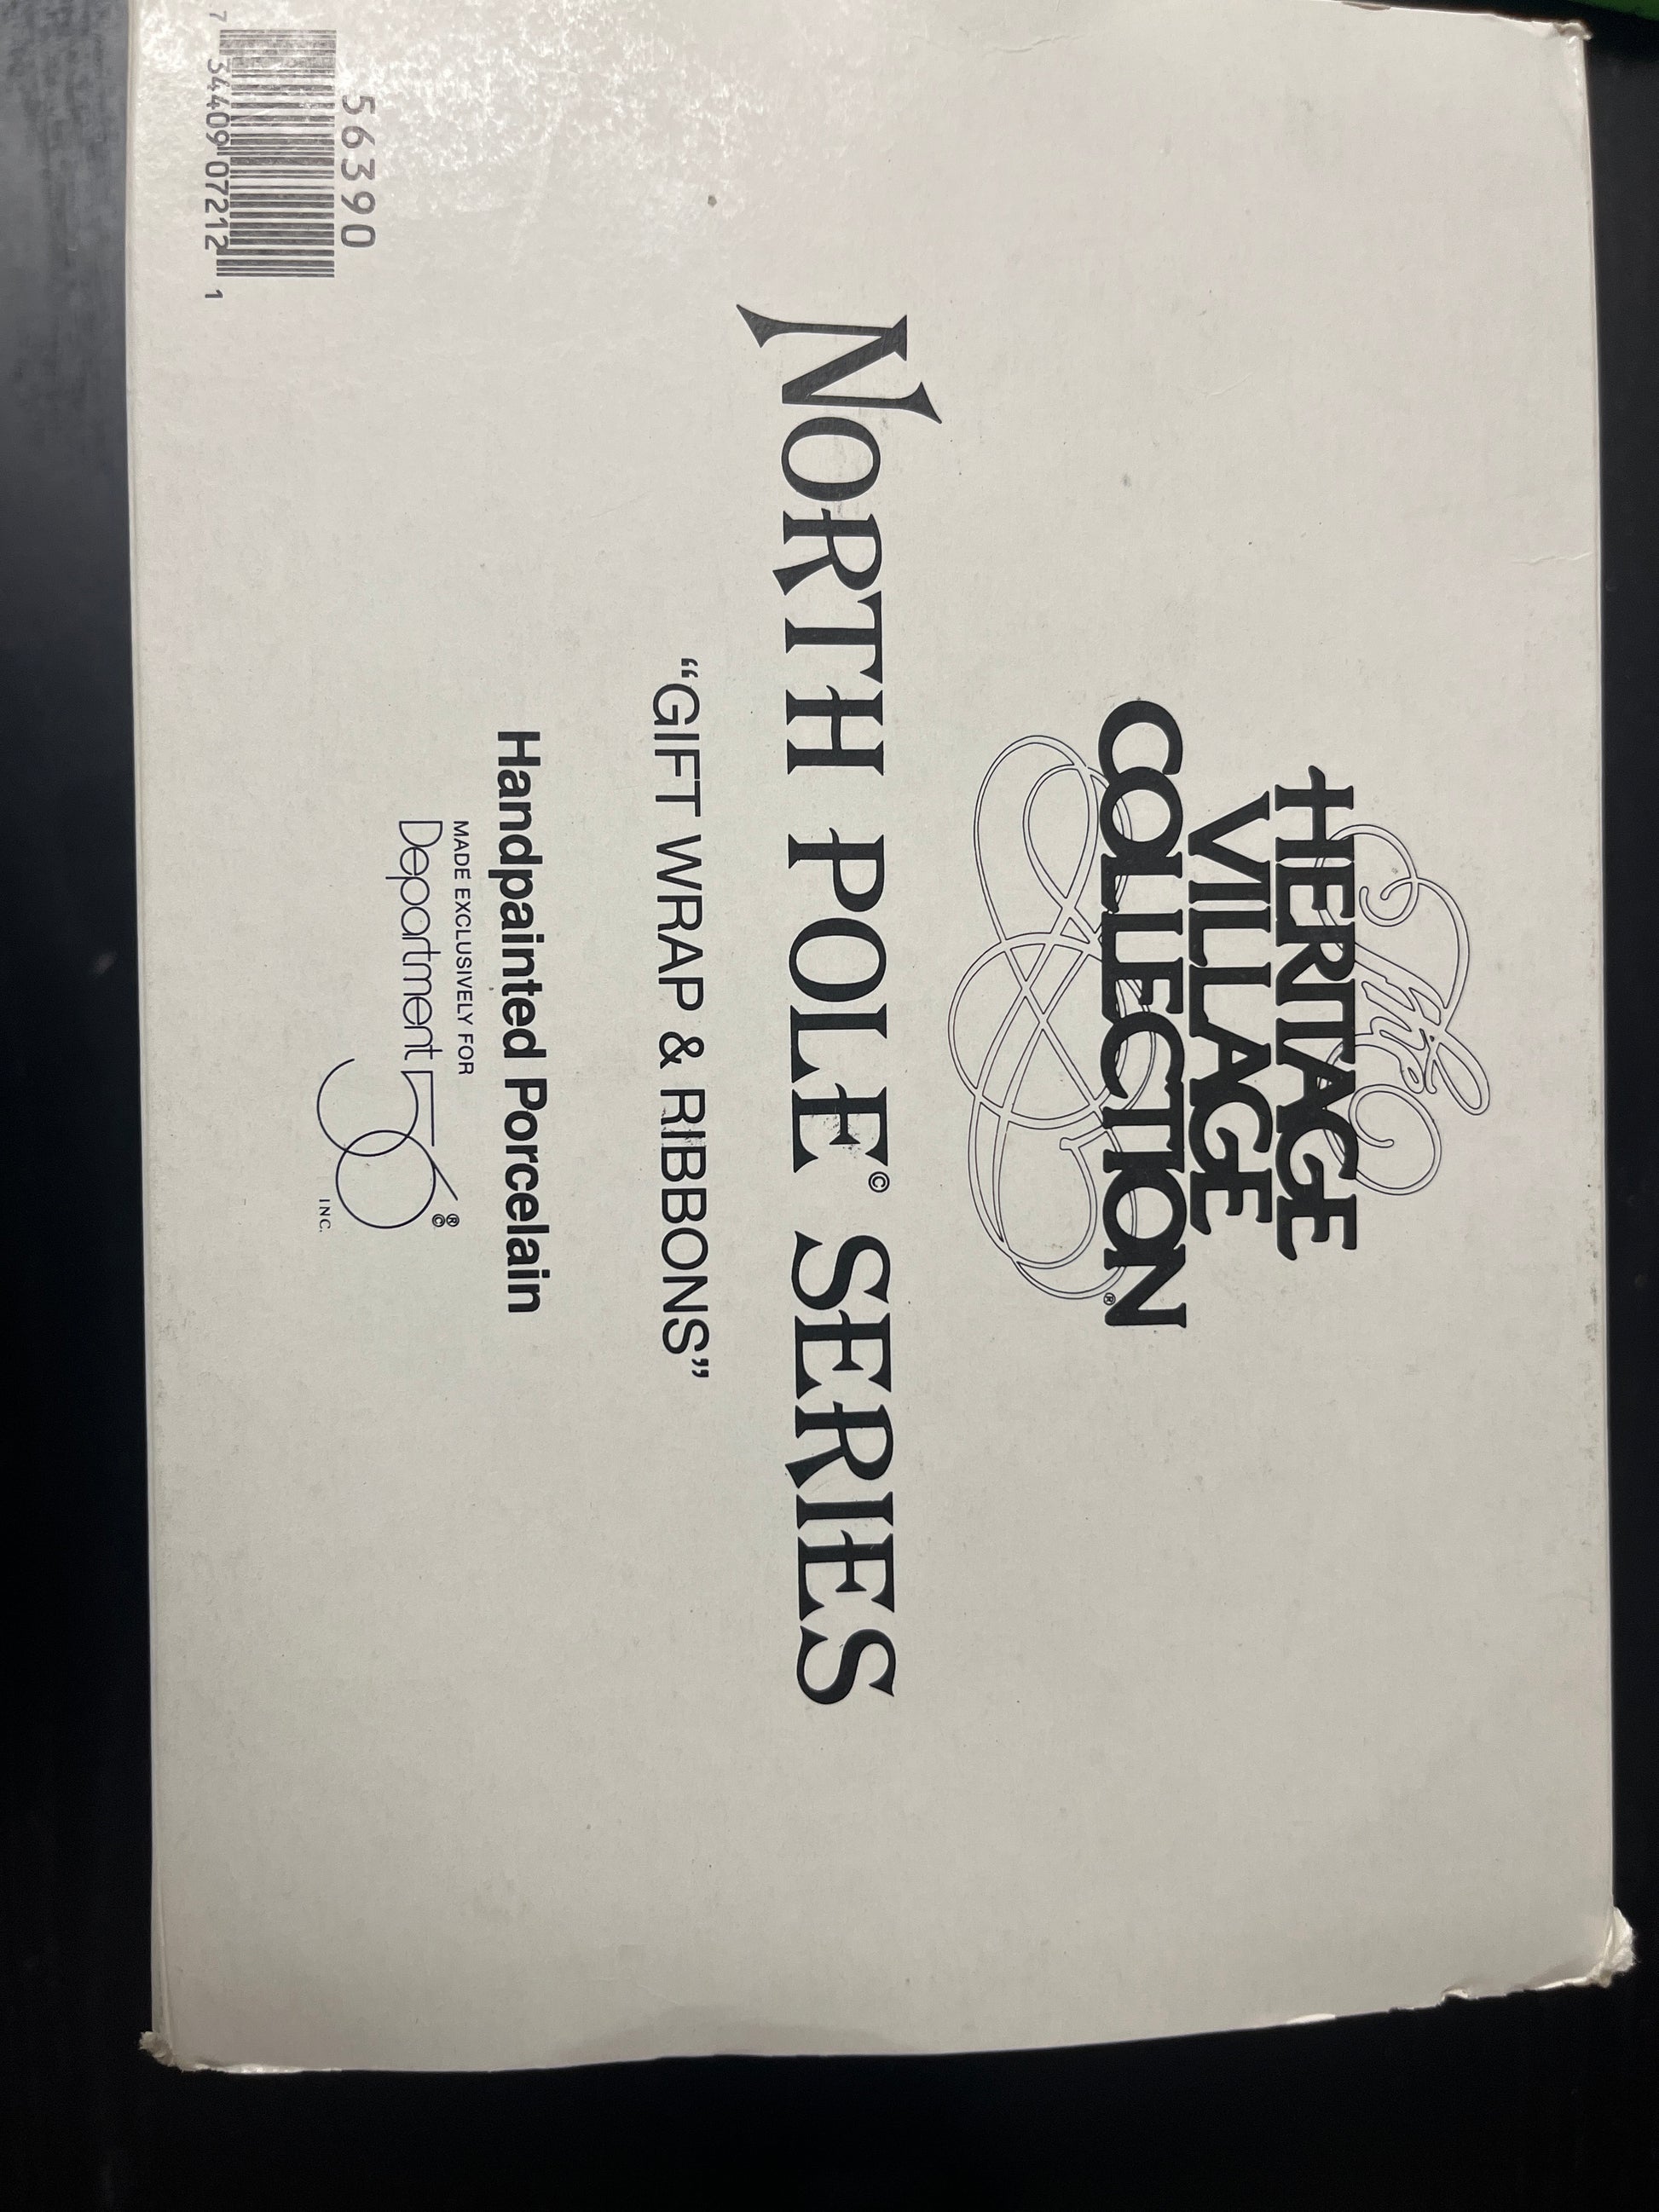 The
HERITAGE
VILLAGE
COLLECTION®
NORTH POLE© SERIES
“GIFT WRAP & RIBBONS”
Handpainted Porcelain
MADE EXCLUSIVELY FOR
Department 56®©
INC.
56390
7 34409 07212 1